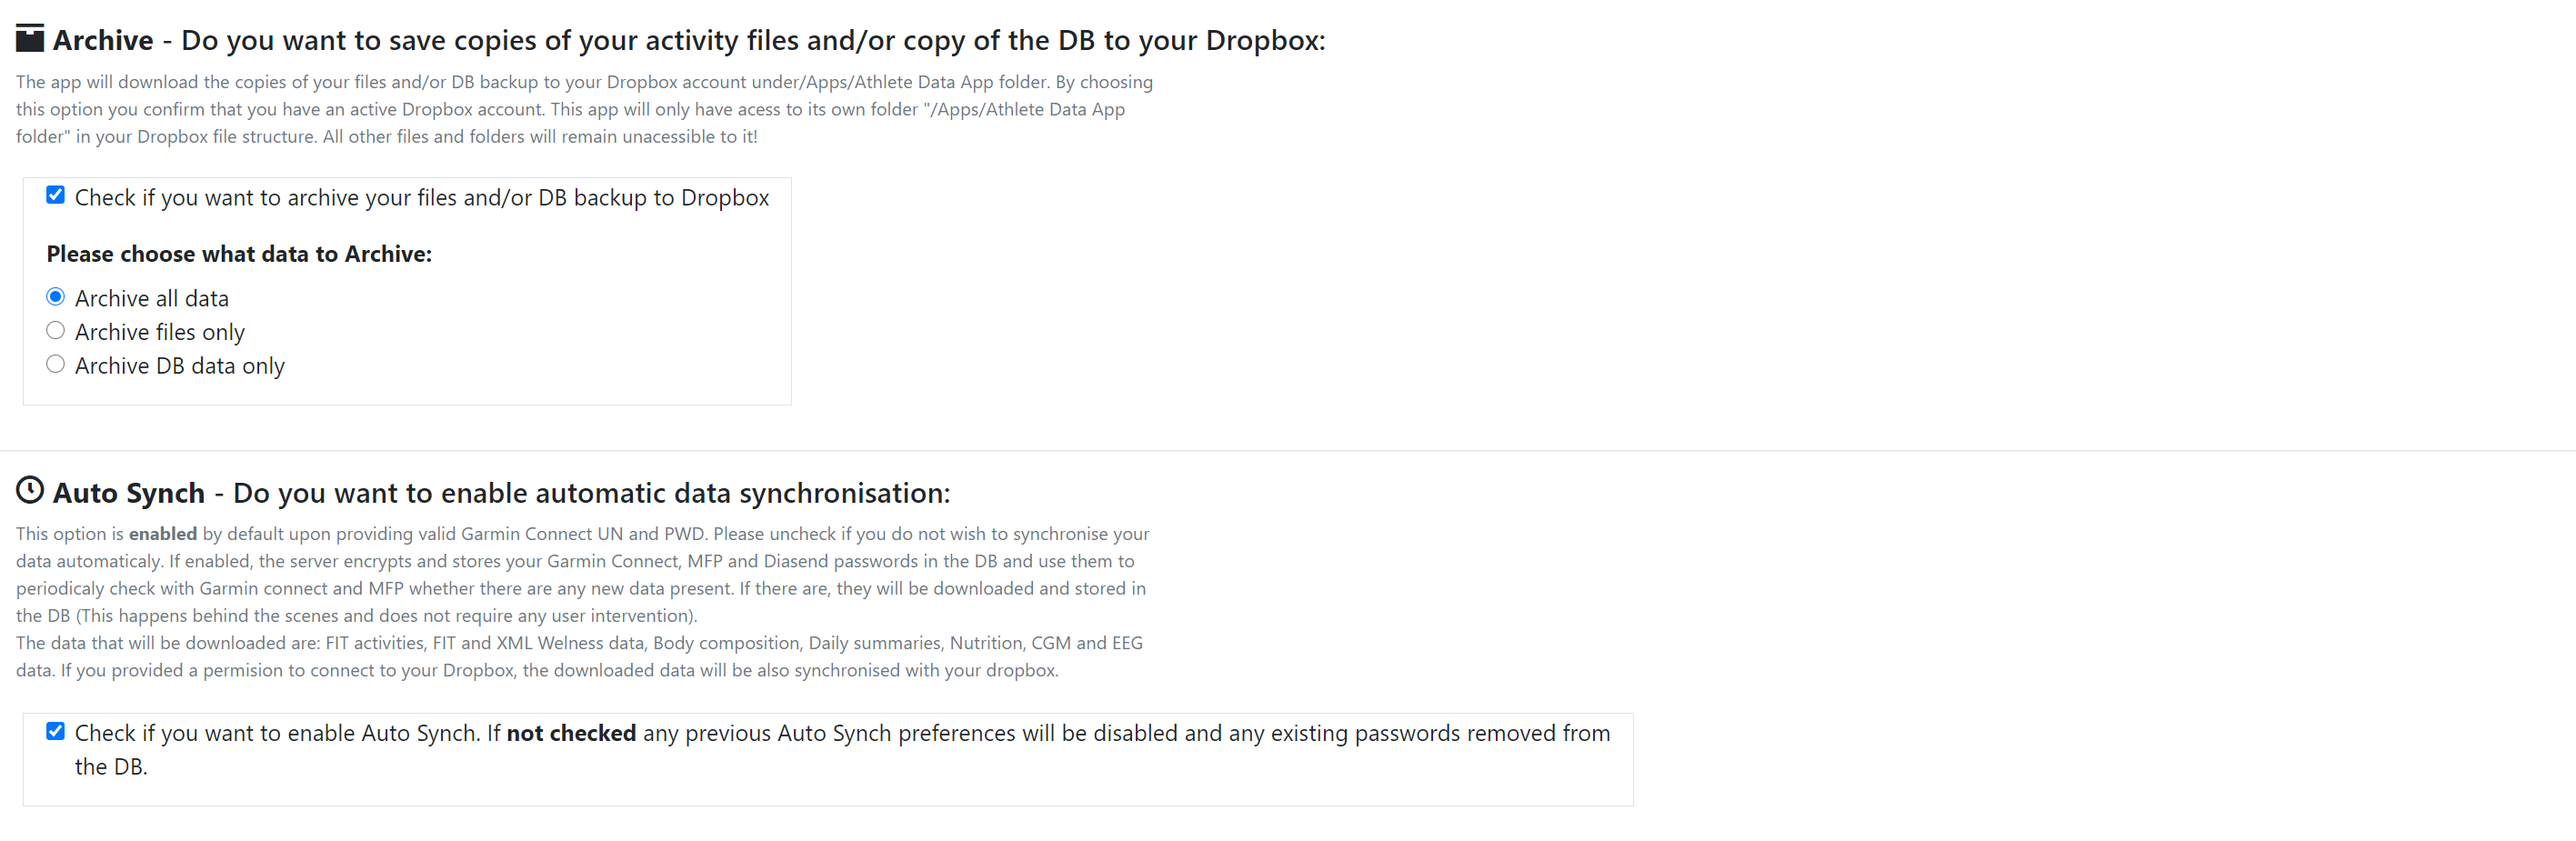 Archive - Do you want to save copies of your activity files and/or copy of the DB to your Dropbox:
The app will download the copies of your files and/or DB backup to your Dropbox account under/Apps/Athlete Data App folder. By choosing
this option you confirm that you have an active Dropbox account. This app will only have acess to its own folder "/Apps/Athlete Data App
folder" in your Dropbox file structure. All other files and folders will remain unacessible to it!
Check if you want to archive your files and/or DB backup to Dropbox
Please choose what data to Archive:
Archive all data
Archive files only
Archive DB data only
Auto Synch - Do you want to enable automatic data synchronisation:
This option is enabled by default upon providing valid Garmin Connect UN and PWD. Please uncheck if you do not wish to synchronise your
data automaticaly. If enabled, the server encrypts and stores your Garmin Connect, MFP and Diasend passwords in the DB and use them to
periodicaly check with Garmin connect and MFP whether there are any new data present. If there are, they will be downloaded and stored in
the DB (This happens behind the scenes and does not require any user intervention).
The data that will be downloaded are: FIT activities, FIT and XML Welness data, Body composition, Daily summaries, Nutrition, CGM and EEG
data. If you provided a permision to connect to your Dropbox, the downloaded data will be also synchronised with your dropbox.
Check if you want to enable Auto Synch. If not checked any previous Auto Synch preferences will be disabled and any existing passwords removed from
the DB.